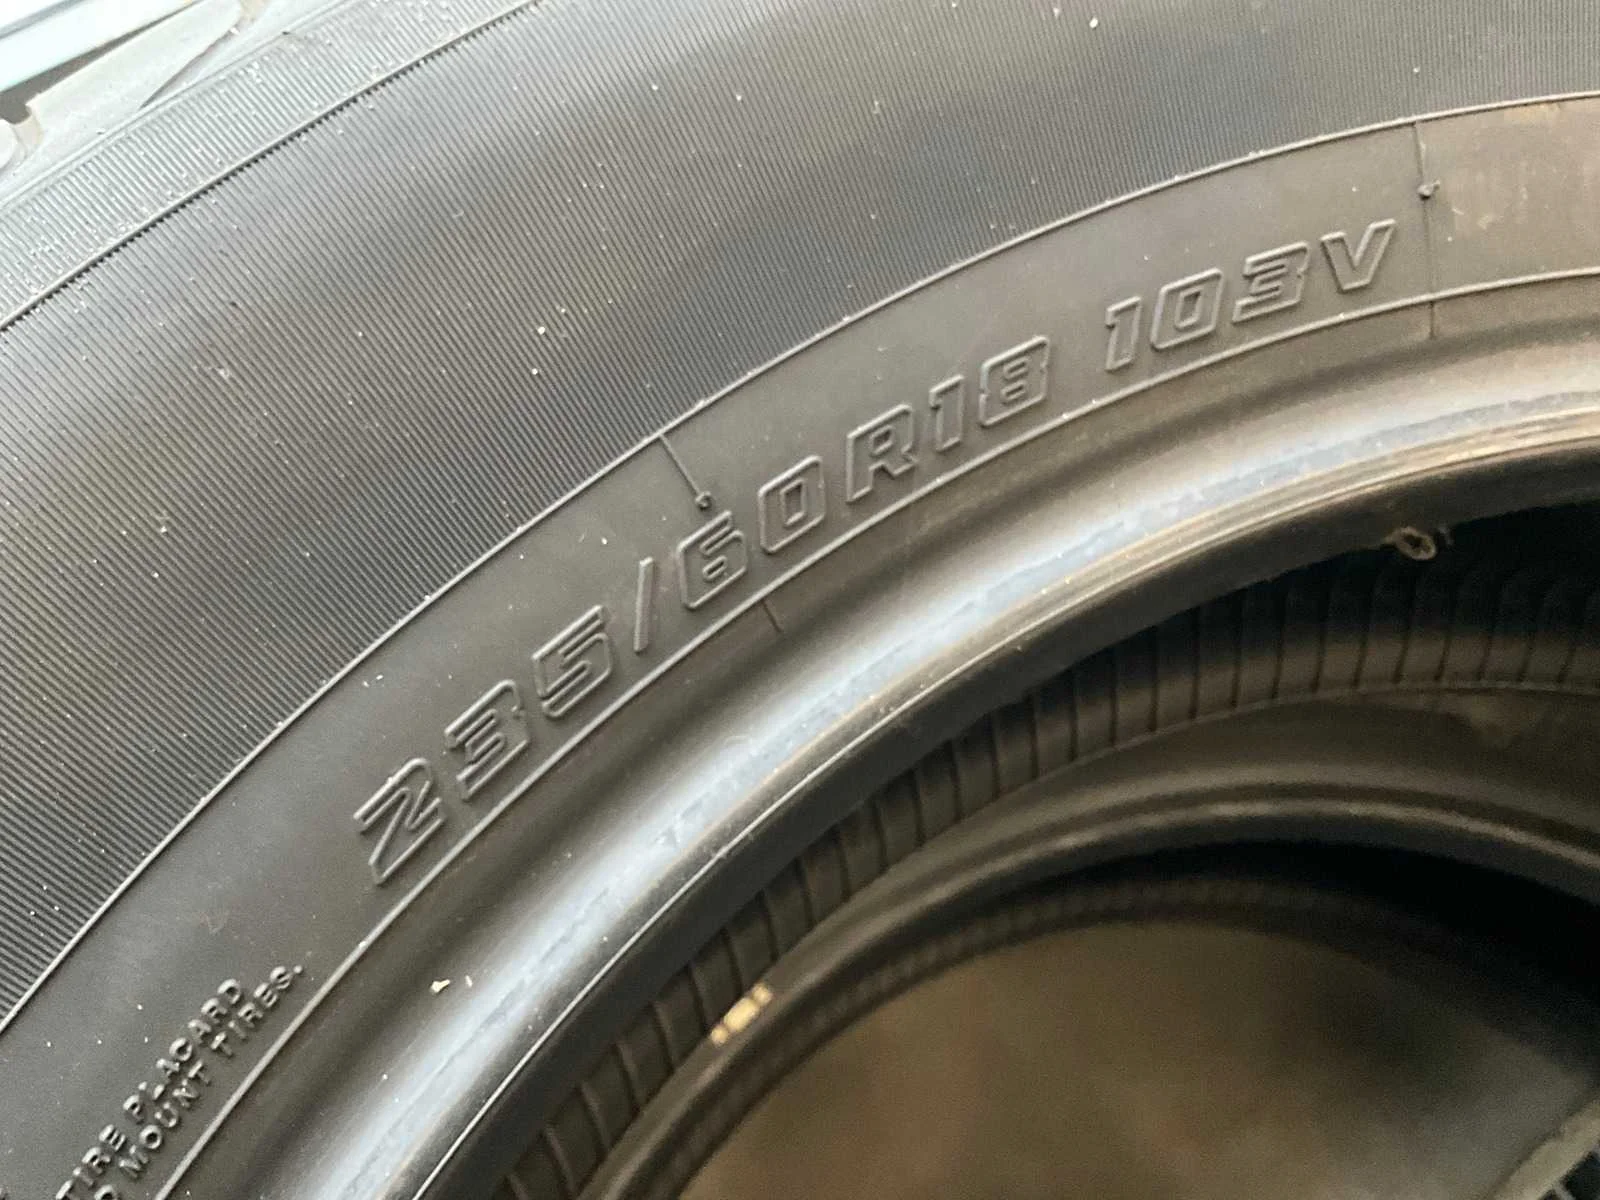 235/60R18 103V
TIRE PLACARD
MOUNT TIRES.